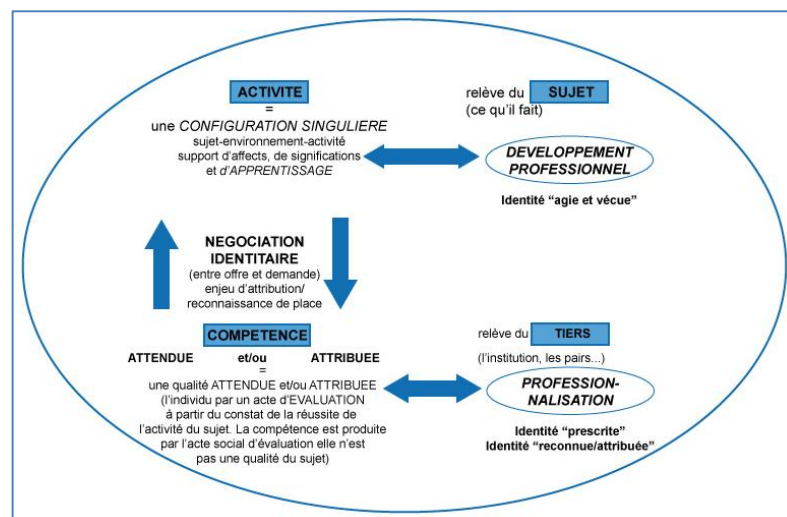 ACTIVITE
=
une CONFIGURATION SINGULIERE
sujet-environnement-activité
support d'affects, de significations
et d'APPRENTISSAGE
relève du SUJET
(ce qu'il fait)
DEVELOPPEMENT
PROFESSIONNEL
Identité “agie et vécue”
NEGOCIATION
IDENTITAIRE
(entre offre et demande)
enjeu d'attribution/
reconnaissance de place
COMPETENCE
ATTENDUE et/ou ATTRIBUEE
=
une qualité ATTENDUE et/ou ATTRIBUEE
(l'individu par un acte d'EVALUATION
à partir du constat de la réussite de
l'activité du sujet. La compétence est produite
par l'acte social d'évaluation elle n'est
pas une qualité du sujet)
relève du TIERS
(l'institution, les pairs...)
PROFESSION-
NALISATION
Identité “prescrite”
Identité “reconnue/attribuée”